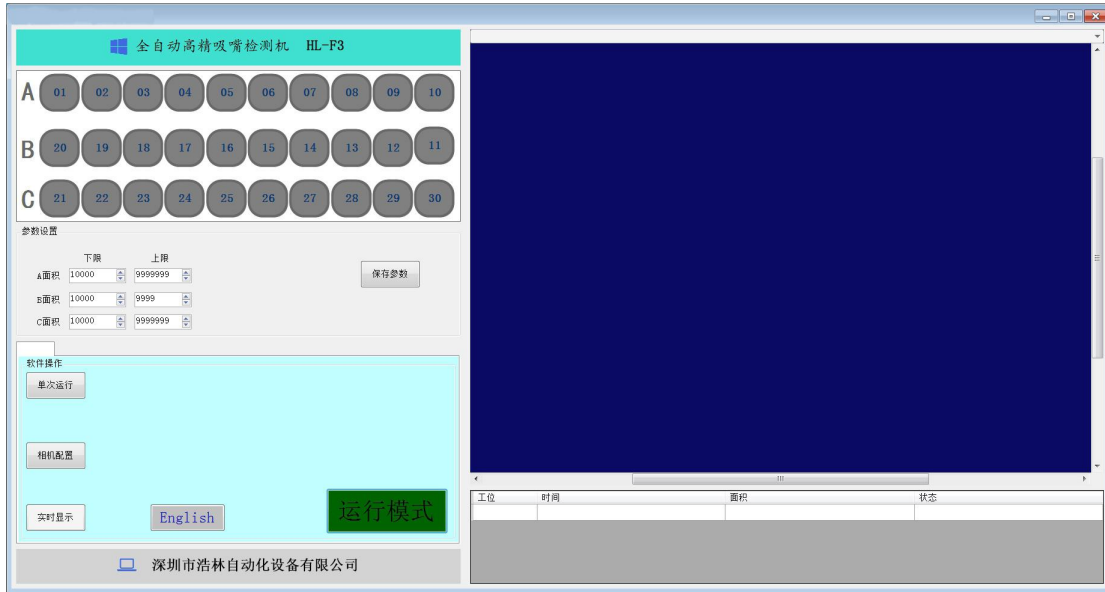 全自动高精吸嘴检测机 HL-F3
A 01 02 03 04 05 06 07 08 09 10
B 20 19 18 17 16 15 14 13 12 11
C 21 22 23 24 25 26 27 28 29 30
参数设置
下限 上限
A面积 10000 9999999
保存参数
B面积 10000 9999
C面积 10000 9999999
软件操作
单次运行
相机配置
实时显示 English 运行模式
深圳市浩林自动化设备有限公司
工位 时间 面积 状态